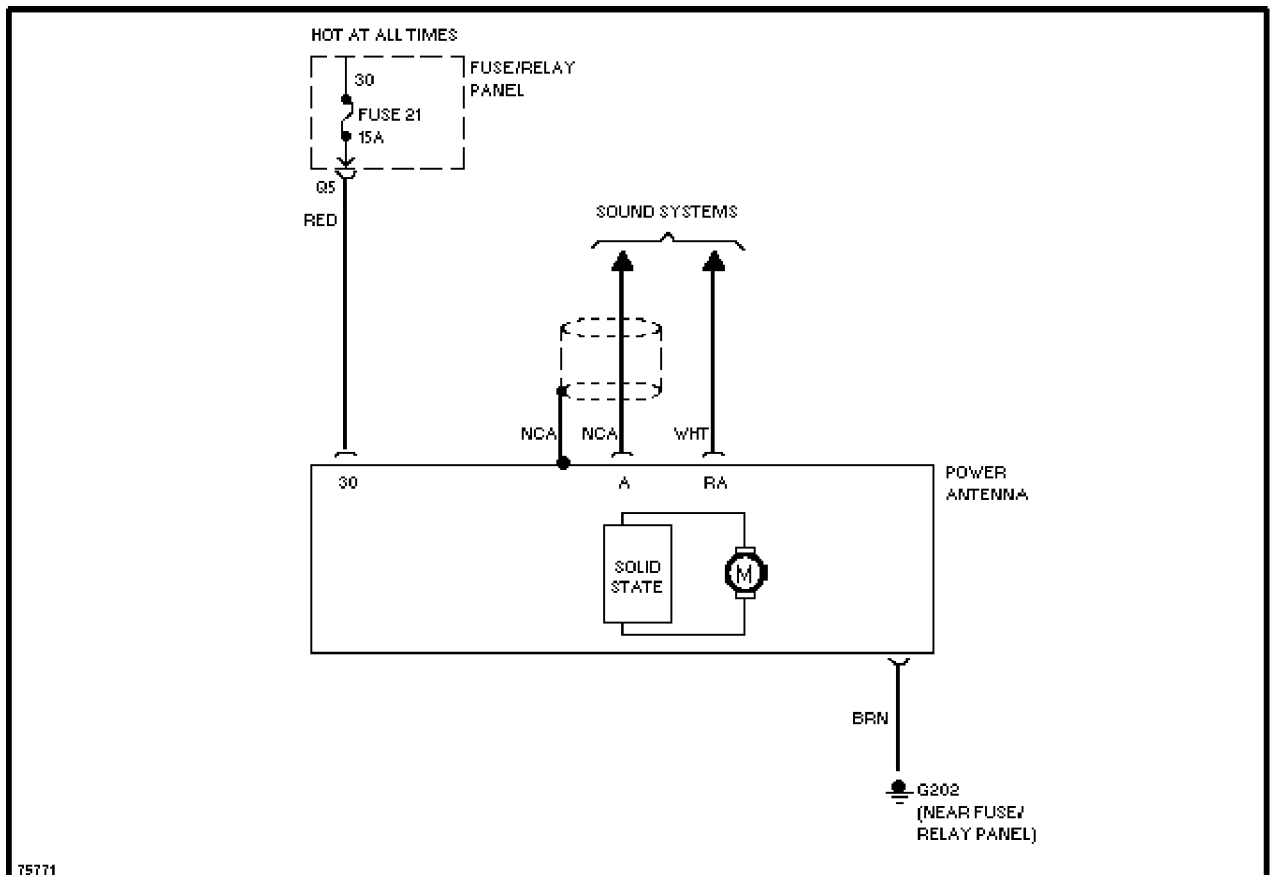 HOT AT ALL TIMES
FUSE/RELAY
PANEL
30
FUSE 21
15A
Q5
RED
SOUND SYSTEMS
NCA
NCA
WHT
30
A
RA
POWER
ANTENNA
SOLID
STATE
M
BRN
G202
(NEAR FUSE/
RELAY PANEL)
75771